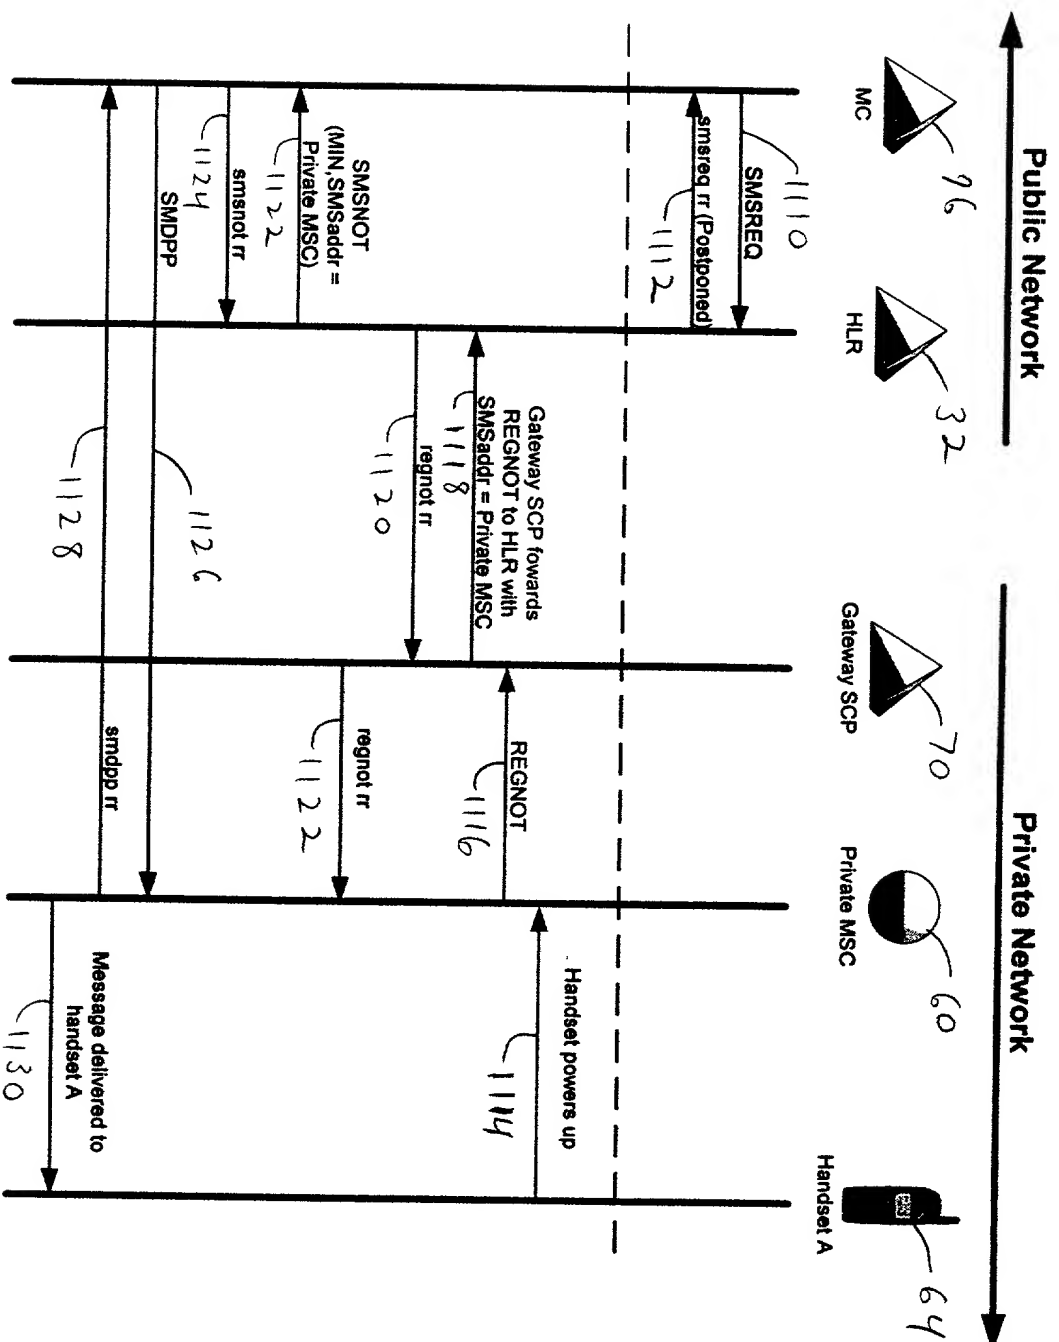 Public Network
Private Network
96
32
70
60
64
MC
HLR
Gateway SCP
Private MSC
Handset A
1110
SMSREQ
smsreq rr (Postponed)
1112
Handset powers up
1114
REGNOT
1116
Gateway SCP fowards
REGNOT to HLR with
SMSaddr = Private MSC
1118
regnot rr
1120
regnot rr
1122
SMSNOT
(MIN,SMSaddr =
Private MSC)
1122
smsnot rr
1124
SMDPP
1126
smdpp rr
1128
Message delivered to
handset A
1130